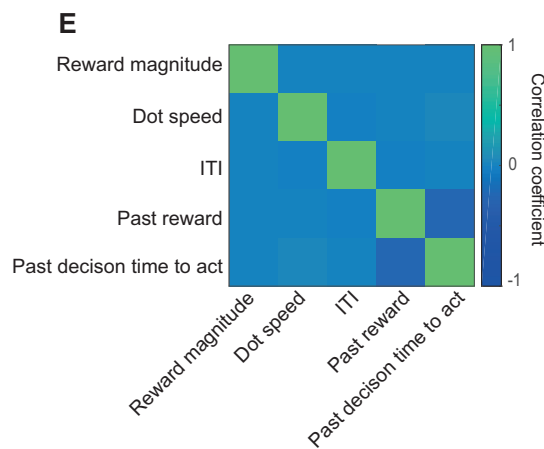 E
Reward magnitude
Dot speed
ITI
Past reward
Past decison time to act
Reward magnitude
Dot speed
ITI
Past reward
Past decison time to act
1
0
-1
Correlation coefficient